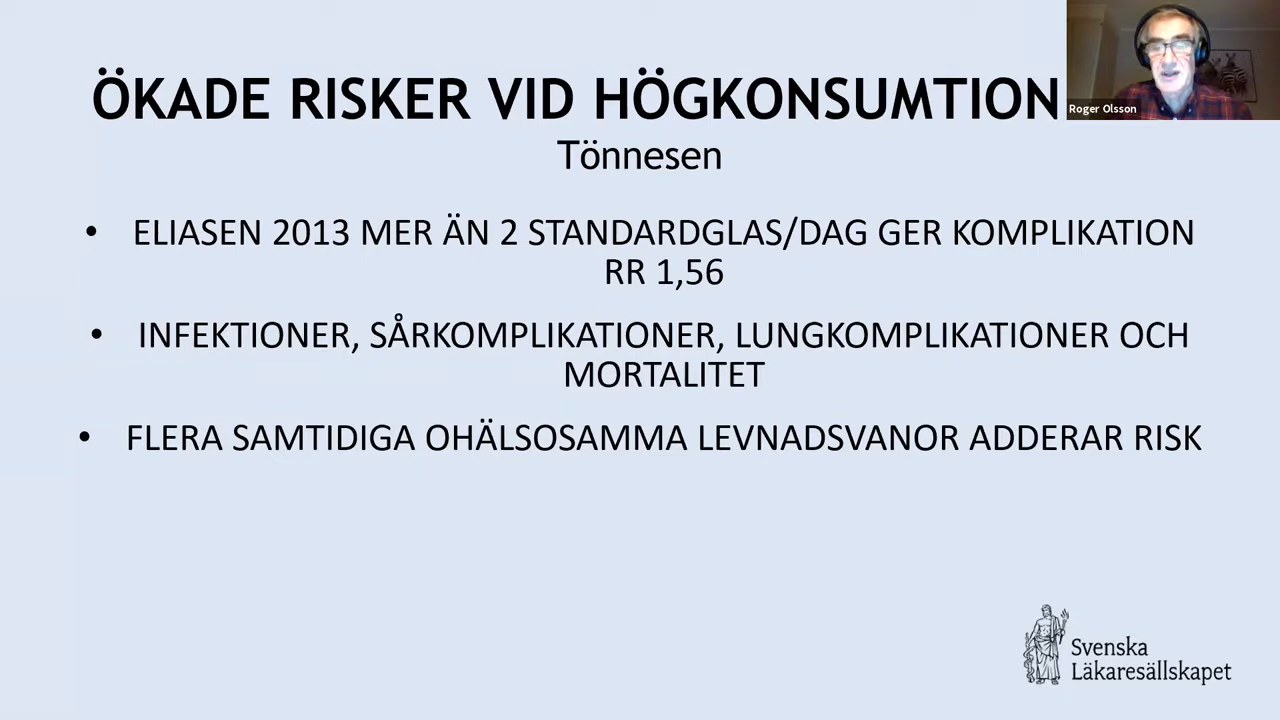 ÖKADE RISKER VID HÖGKONSUMTION
Roger Olsson
Tönnesen
• ELIASEN 2013 MER ÄN 2 STANDARDGLAS/DAG GER KOMPLIKATION
RR 1,56
• INFEKTIONER, SÅRKOMPLIKATIONER, LUNGKOMPLIKATIONER OCH
MORTALITET
• FLERA SAMTIDIGA OHÄLSOSAMMA LEVNADSVANOR ADDERAR RISK
Svenska
Läkaresällskapet